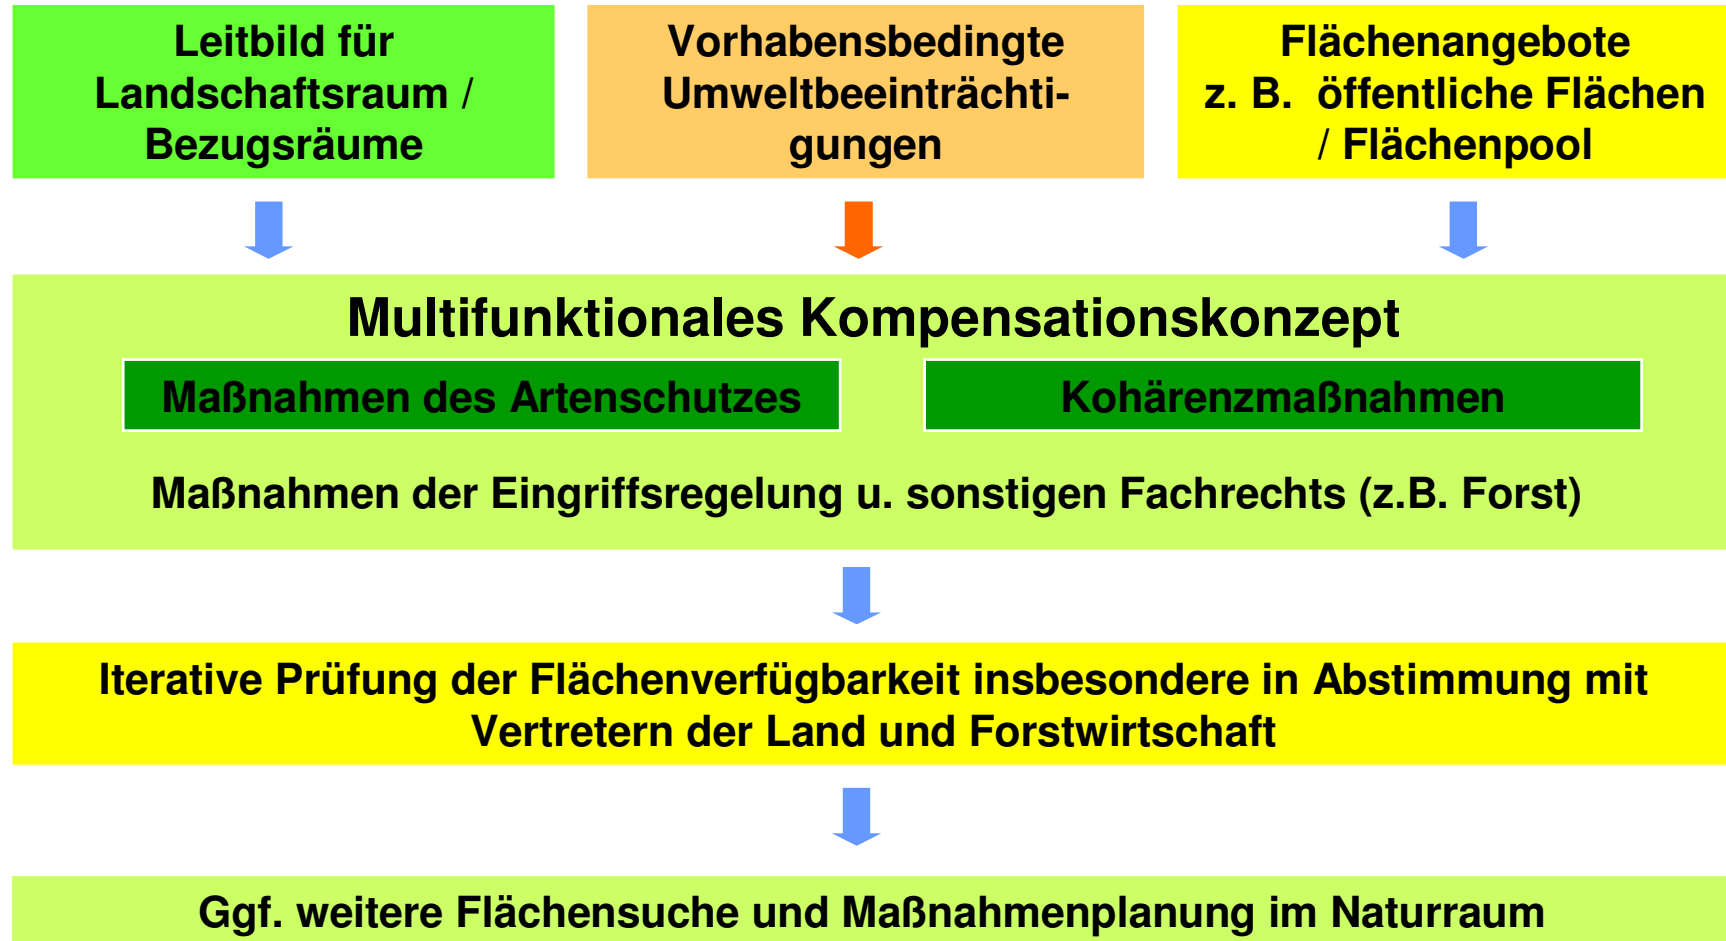 Leitbild für
Landschaftsraum /
Bezugsräume
Vorhabensbedingte
Umweltbeeinträchti-
gungen
Flächenangebote
z. B. öffentliche Flächen
/ Flächenpool
Multifunktionales Kompensationskonzept
Maßnahmen des Artenschutzes
Kohärenzmaßnahmen
Maßnahmen der Eingriffsregelung u. sonstigen Fachrechts (z.B. Forst)
Iterative Prüfung der Flächenverfügbarkeit insbesondere in Abstimmung mit
Vertretern der Land und Forstwirtschaft
Ggf. weitere Flächensuche und Maßnahmenplanung im Naturraum